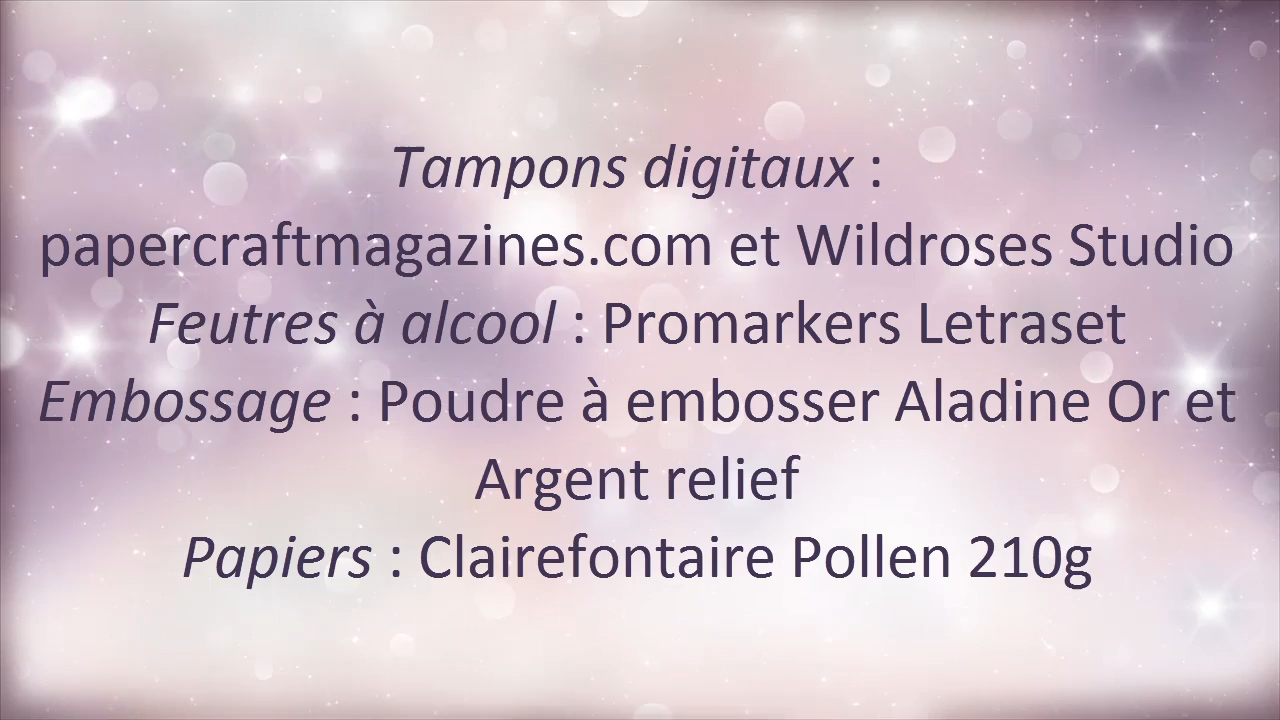 Tampons digitaux :
papercraftmagazines.com et Wildroses Studio
Feutres à alcool : Promarkers Letraset
Embossage : Poudre à embosser Aladine Or et
Argent relief
Papiers : Clairefontaire Pollen 210g